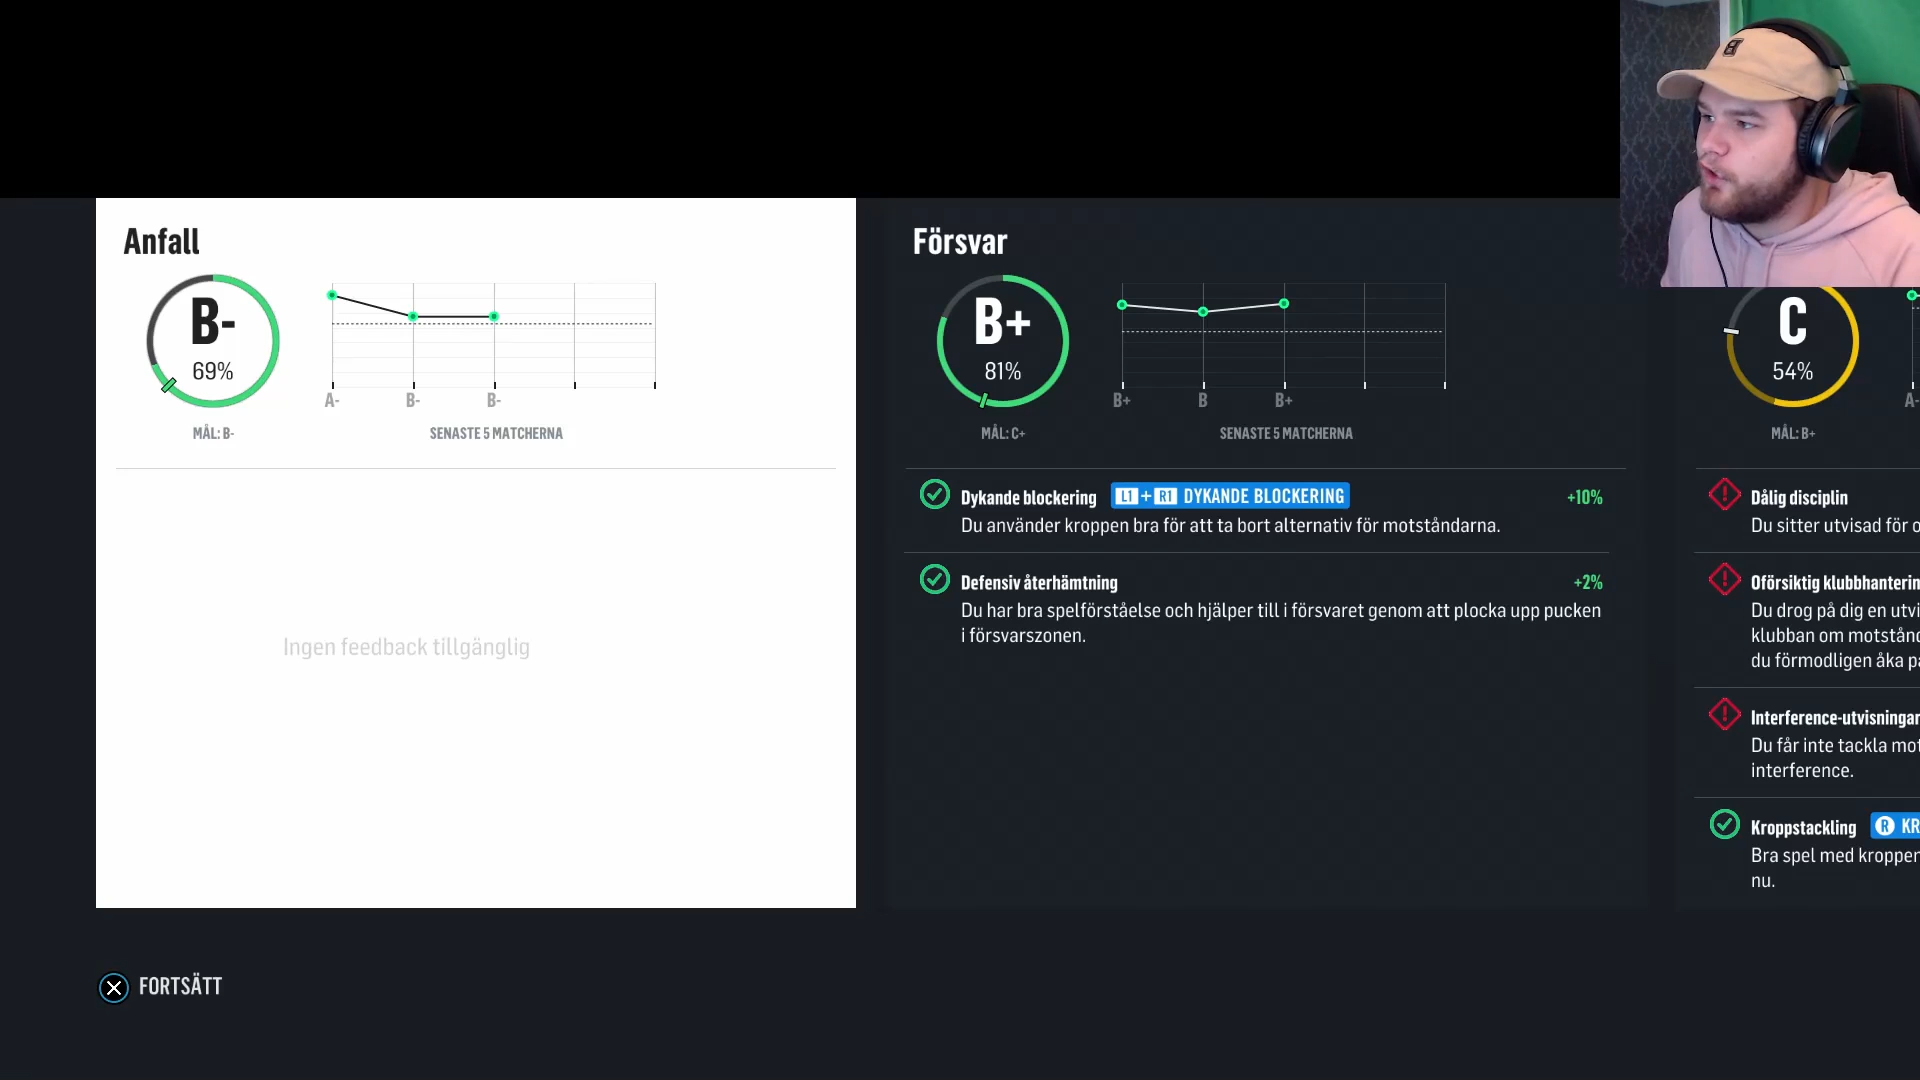 Anfall
B-
69%
MÅL: B-
A- B- B-
SENASTE 5 MATCHERNA
Ingen feedback tillgänglig
Försvar
B+
81%
MÅL: C+
B+ B B+
SENASTE 5 MATCHERNA
Dykande blockering L1 + R1 DYKANDE BLOCKERING +10%
Du använder kroppen bra för att ta bort alternativ för motståndarna.
Defensiv återhämtning +2%
Du har bra spelförståelse och hjälper till i försvaret genom att plocka upp pucken
i försvarszonen.
C
54%
MÅL: B+
A-
Dålig disciplin
Du sitter utvisad för o
Oförsiktig klubbhanterin
Du drog på dig en utvi
klubban om motstånd
du förmodligen åka på
Interference-utvisningar
Du får inte tackla mot
interference.
Kroppstackling R KR
Bra spel med kroppen
nu.
FORTSÄTT